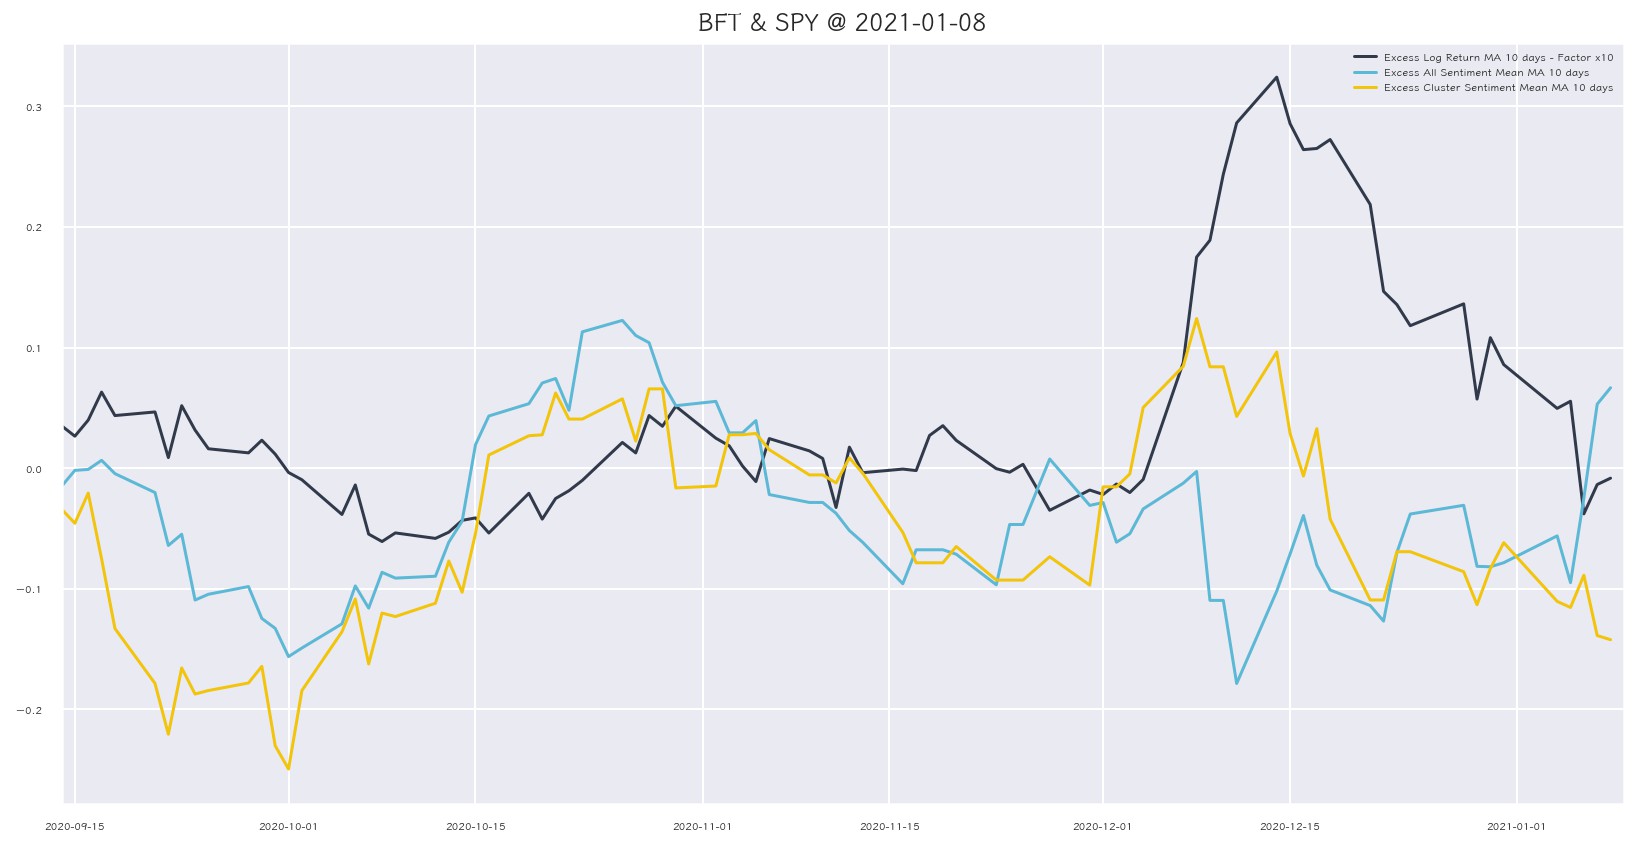 BFT & SPY @ 2021-01-08
Excess Log Return MA 10 days - Factor x10
Excess All Sentiment Mean MA 10 days
Excess Cluster Sentiment Mean MA 10 days
0.3
0.2
0.1
0.0
−0.1
−0.2
2020-09-15 2020-10-01 2020-10-15 2020-11-01 2020-11-15 2020-12-01 2020-12-15 2021-01-01